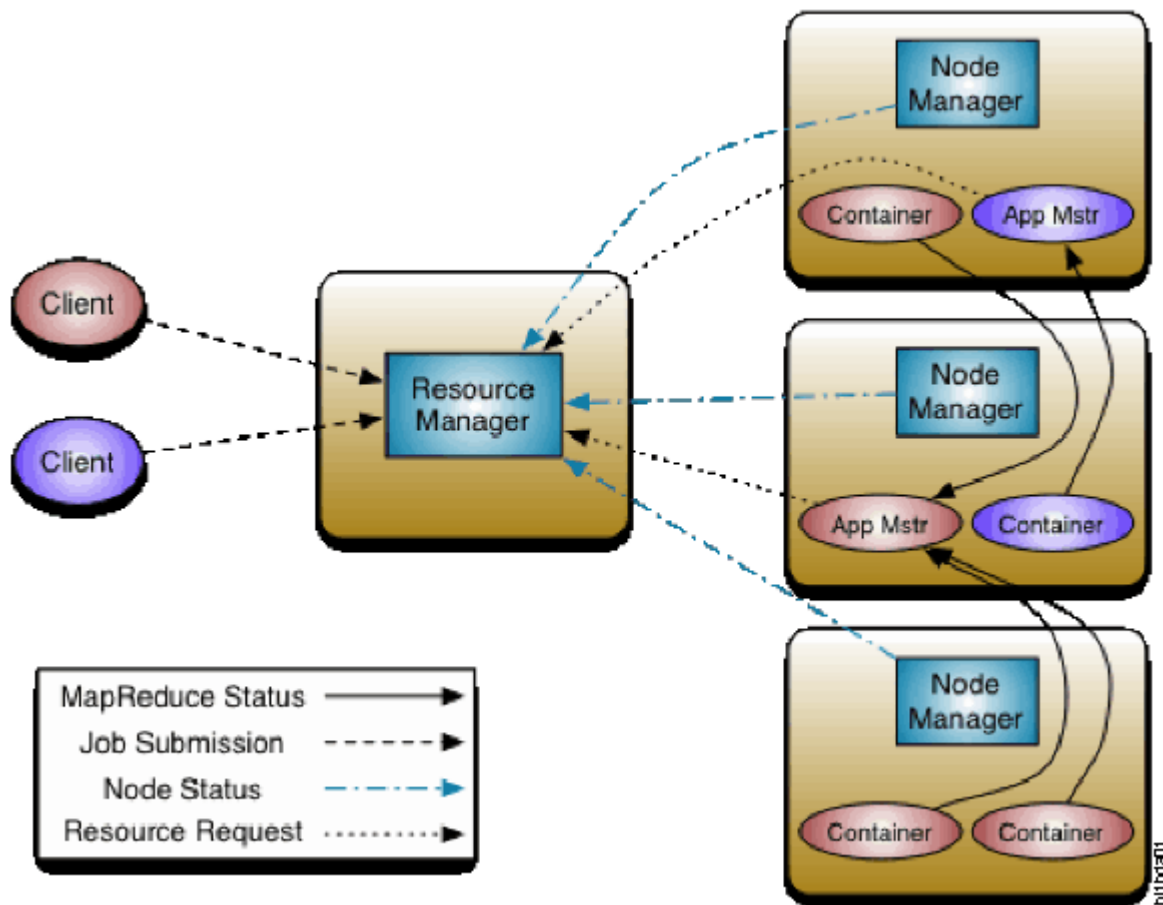 Client
Client
Resource
Manager
Node
Manager
Container
App Mstr
Node
Manager
App Mstr
Container
Node
Manager
Container
Container
MapReduce Status
Job Submission
Node Status
Resource Request